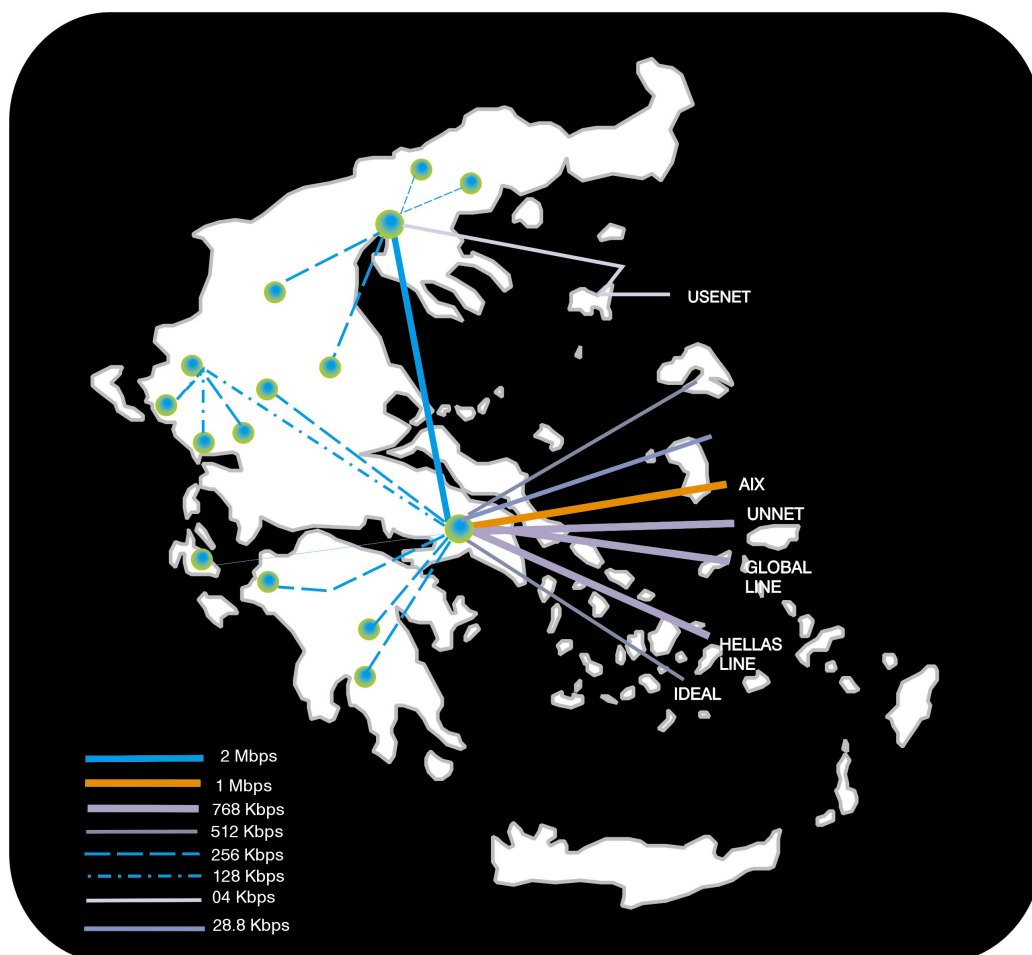 USENET
AIX
UNNET
GLOBAL
LINE
HELLAS
LINE
IDEAL
2 Mbps
1 Mbps
768 Kbps
512 Kbps
256 Kbps
128 Kbps
04 Kbps
28.8 Kbps